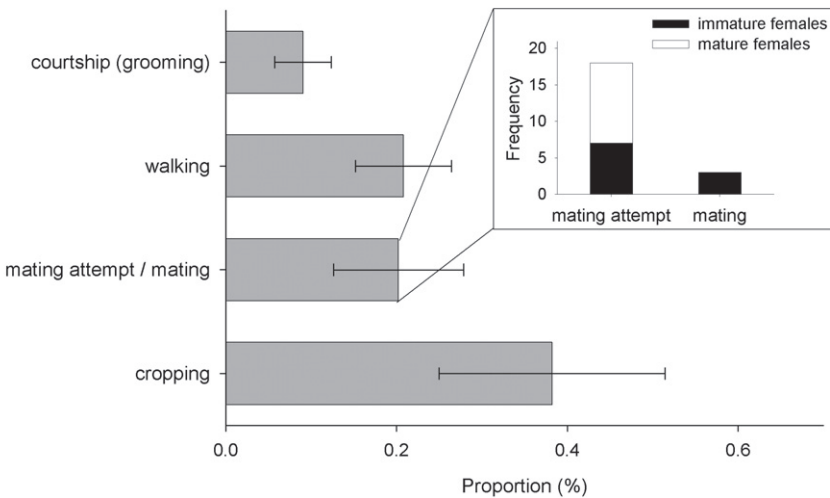 immature females
mature females
20
15
10
5
0
Frequency
mating attempt
mating
courtship (grooming)
walking
mating attempt / mating
cropping
0.0
0.2
0.4
0.6
Proportion (%)